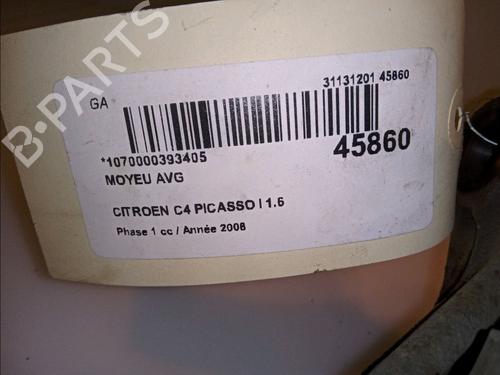 B-PARTS
GA
31131201 45860
*1070000393405
45860
MOYEU AVG
CITROEN C4 PICASSO I 1.6
Phase 1 cc / Année 2008